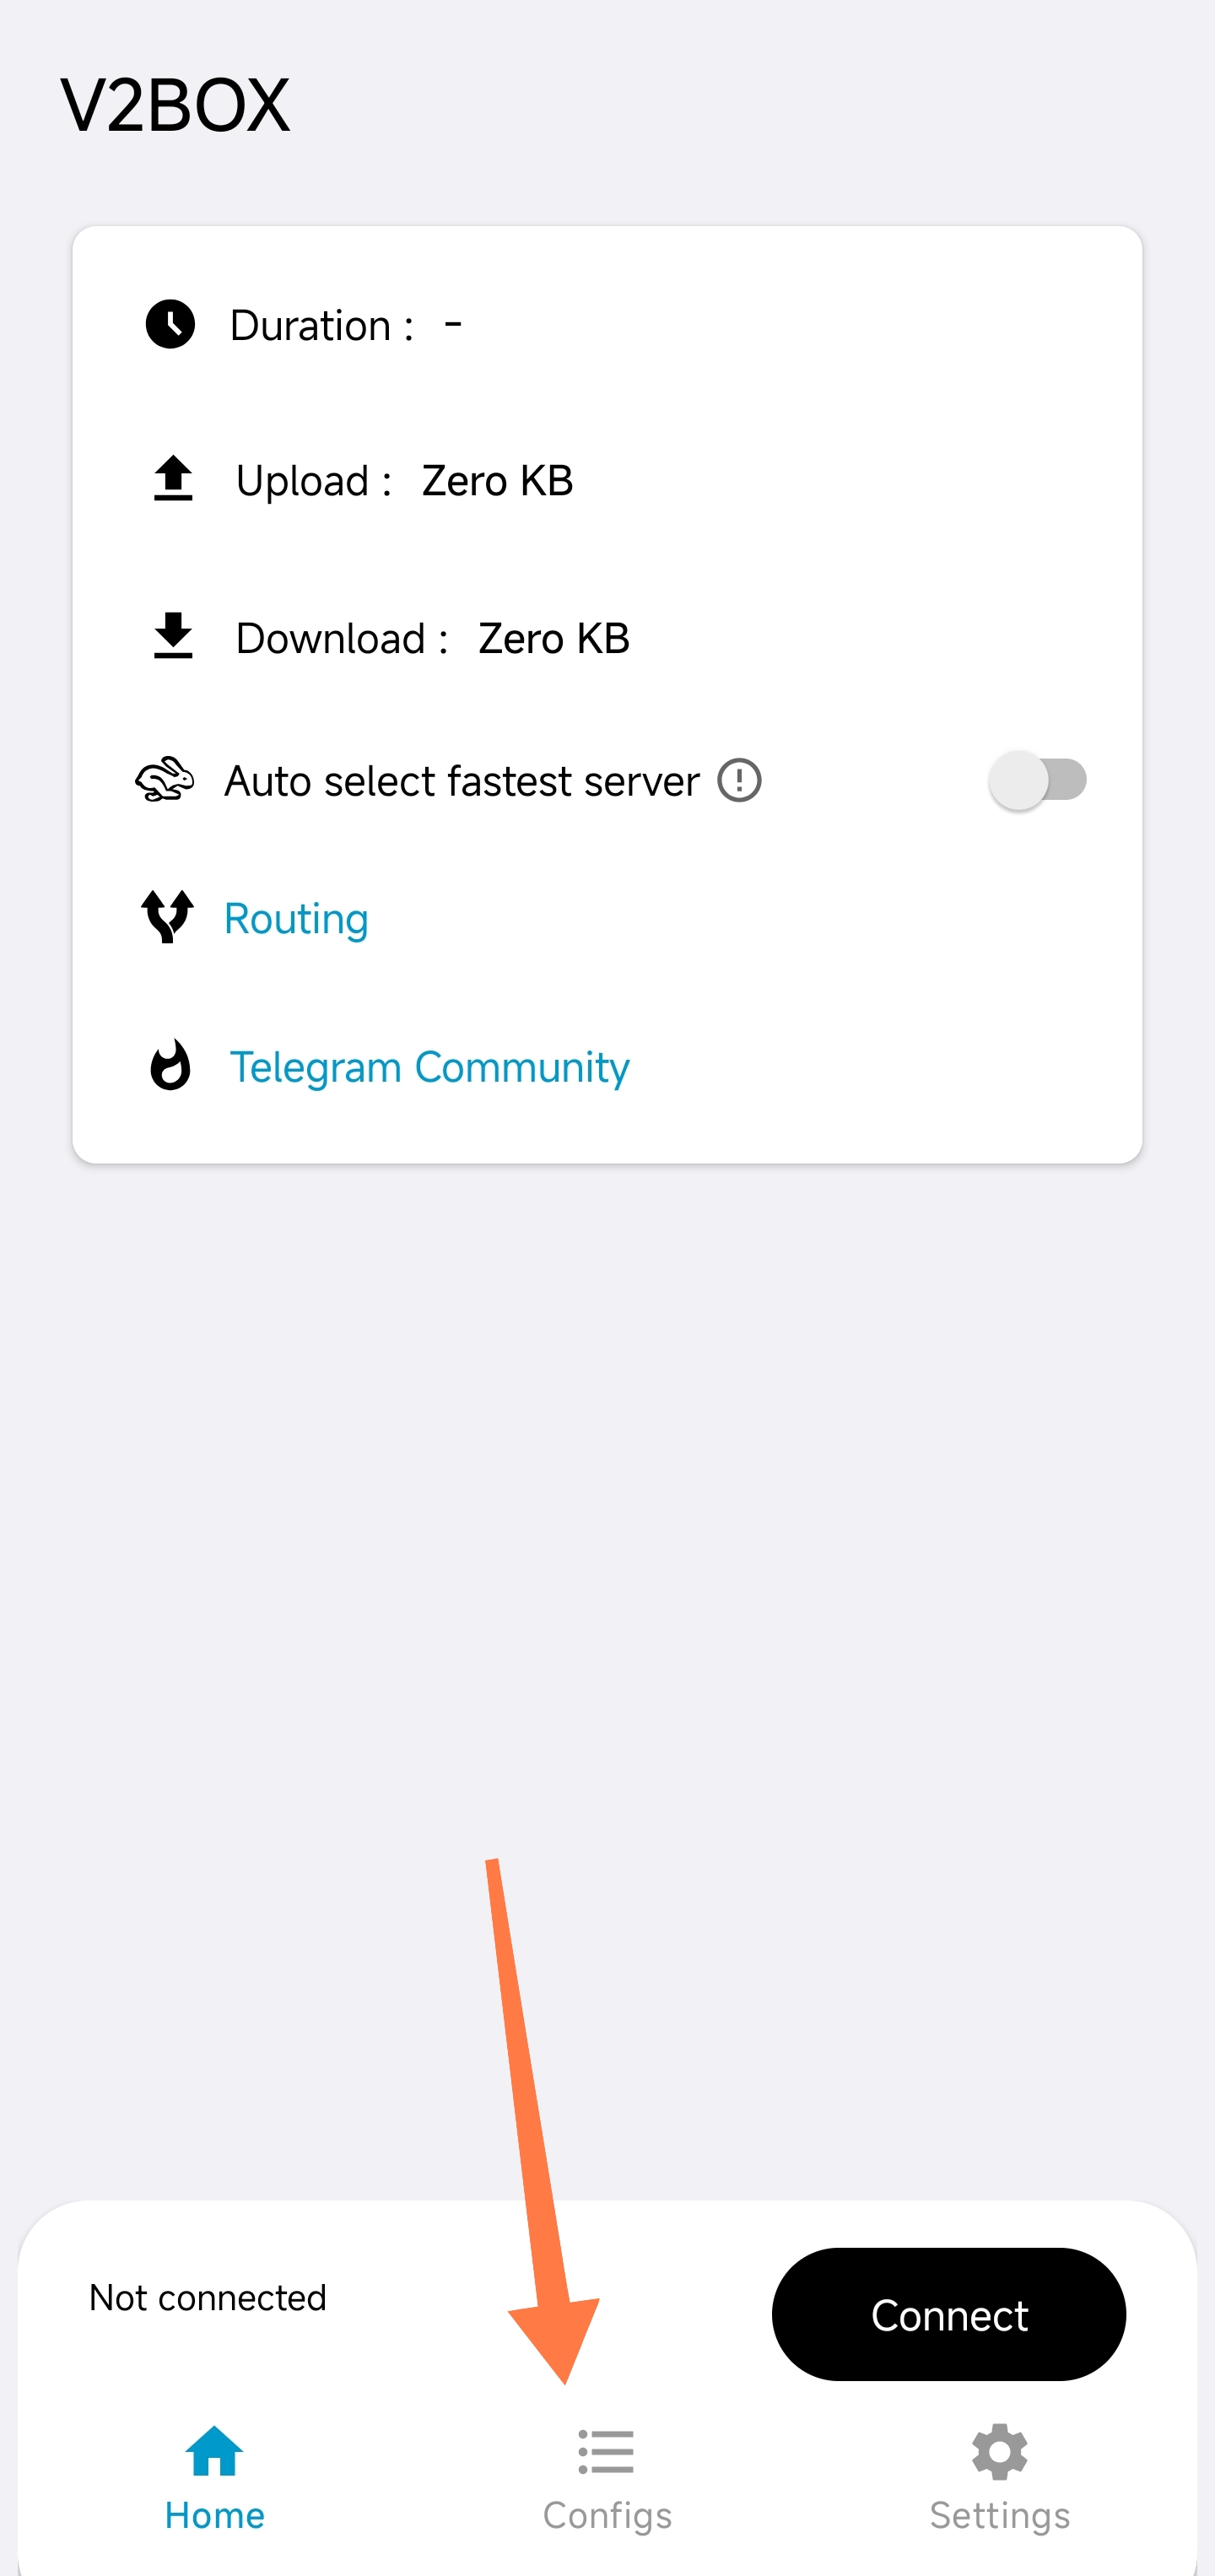 V2BOX
Duration : -
Upload : Zero KB
Download : Zero KB
Auto select fastest server
Routing
Telegram Community
Not connected
Connect
Home
Configs
Settings